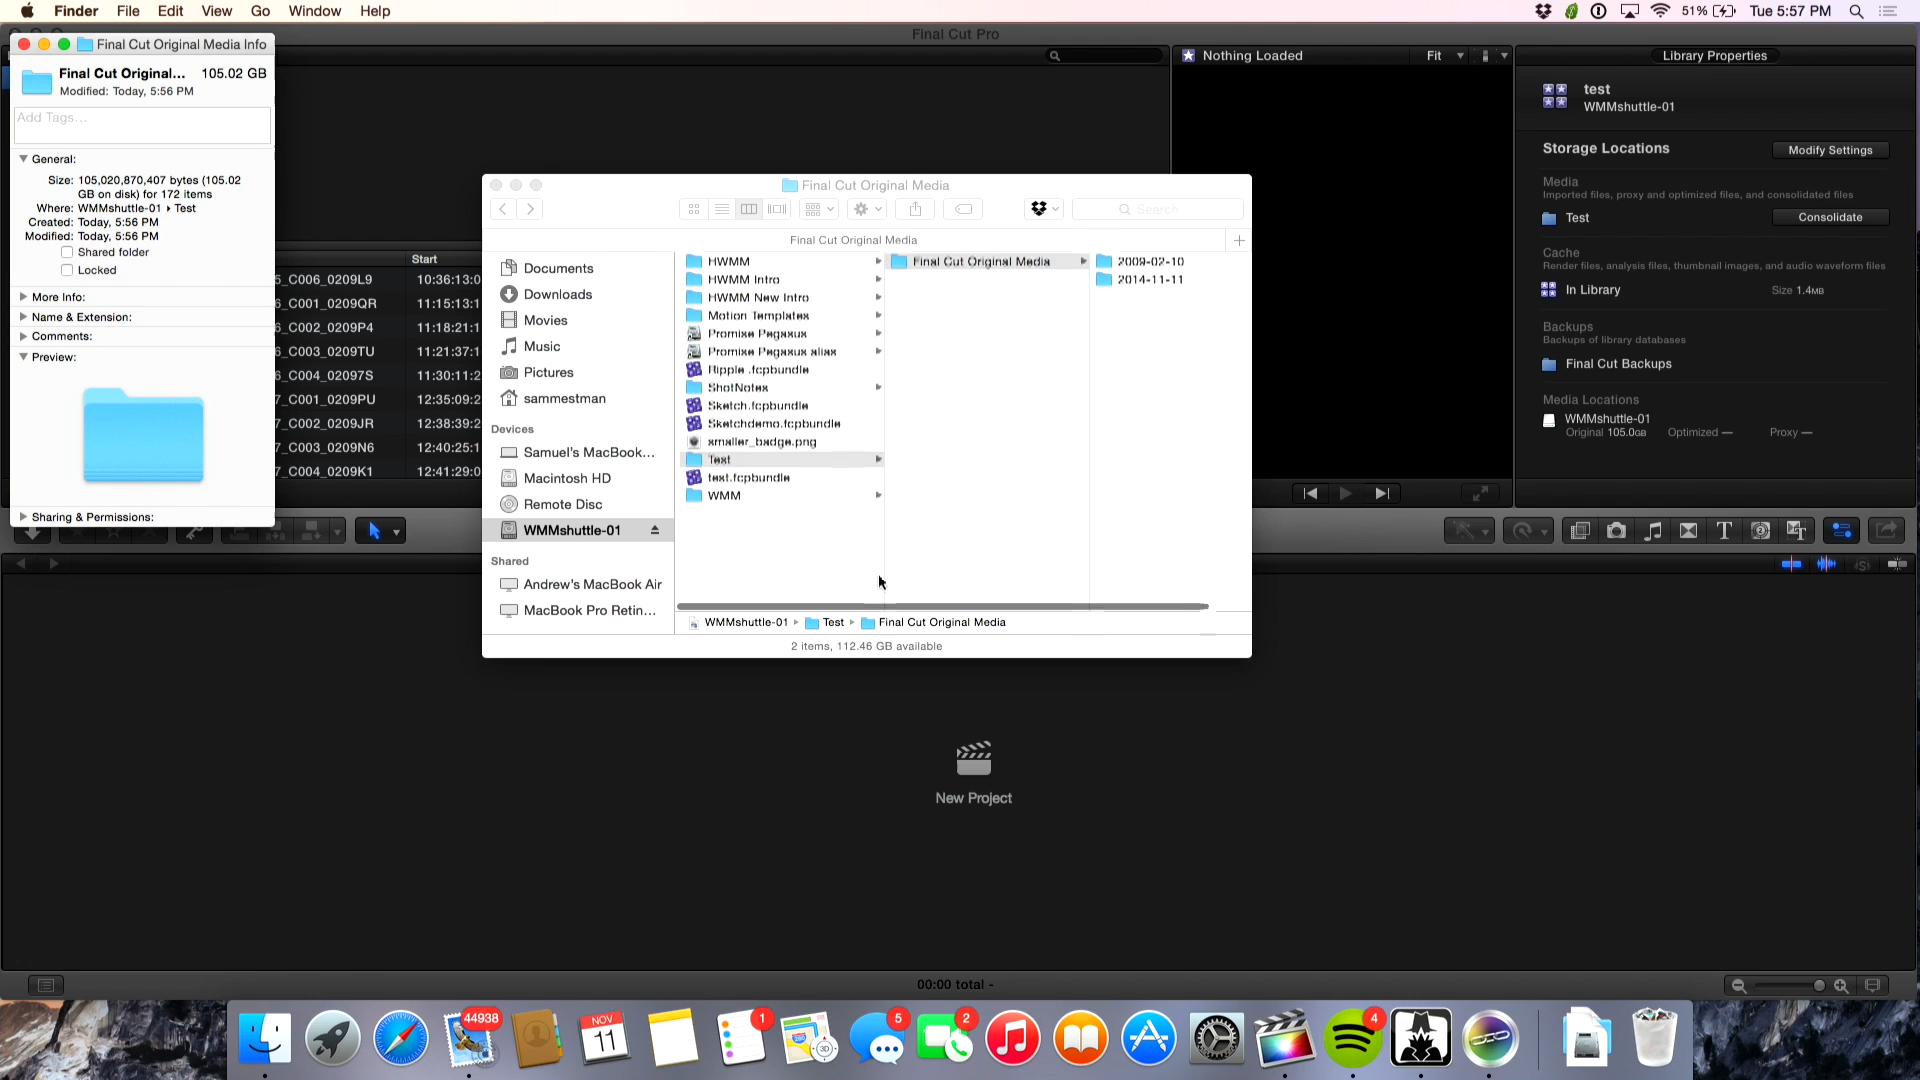 Finder File Edit View Go Window Help
51% Tue 5:57 PM
Final Cut Pro
Final Cut Original Media Info
Final Cut Original... 105.02 GB
Modified: Today, 5:56 PM
Add Tags...
General:
Size: 105,020,870,407 bytes (105.02
GB on disk) for 172 items
Where: WMMshuttle-01 ▸ Test
Created: Today, 5:56 PM
Modified: Today, 5:56 PM
Shared folder
Locked
More Info:
Name & Extension:
Comments:
Preview:
Sharing & Permissions:
Start
5_C006_0209L9 10:36:13:0
6_C001_0209QR 11:15:13:1
6_C002_0209P4 11:18:21:1
6_C003_0209TU 11:21:37:1
6_C004_02097S 11:30:11:2
7_C001_0209PU 12:35:09:2
7_C002_0209JR 12:38:39:2
7_C003_0209N6 12:40:25:1
7_C004_0209K1 12:41:29:0
Final Cut Original Media
Search
Final Cut Original Media
Documents
Downloads
Movies
Music
Pictures
sammestman
Devices
Samuel's MacBook...
Macintosh HD
Remote Disc
WMMshuttle-01
Shared
Andrew's MacBook Air
MacBook Pro Retin...
HWMM
HWMM Intro
HWMM New Intro
Motion Templates
Promise Pegasus
Promise Pegasus alias
Ripple .fcpbundle
ShotNotes
Sketch.fcpbundle
Sketchdemo.fcpbundle
smaller_badge.png
Test
test.fcpbundle
WMM
Final Cut Original Media
2009-02-10
2014-11-11
WMMshuttle-01 ▸ Test ▸ Final Cut Original Media
2 items, 112.46 GB available
Nothing Loaded Fit
Library Properties
test
WMMshuttle-01
Storage Locations Modify Settings
Media
Imported files, proxy and optimized files, and consolidated files
Test Consolidate
Cache
Render files, analysis files, thumbnail images, and audio waveform files
In Library Size 1.4MB
Backups
Backups of library databases
Final Cut Backups
Media Locations
WMMshuttle-01
Original 105.0GB Optimized — Proxy —
New Project
00:00 total -
44938
NOV
11
1
3D
5
2
4